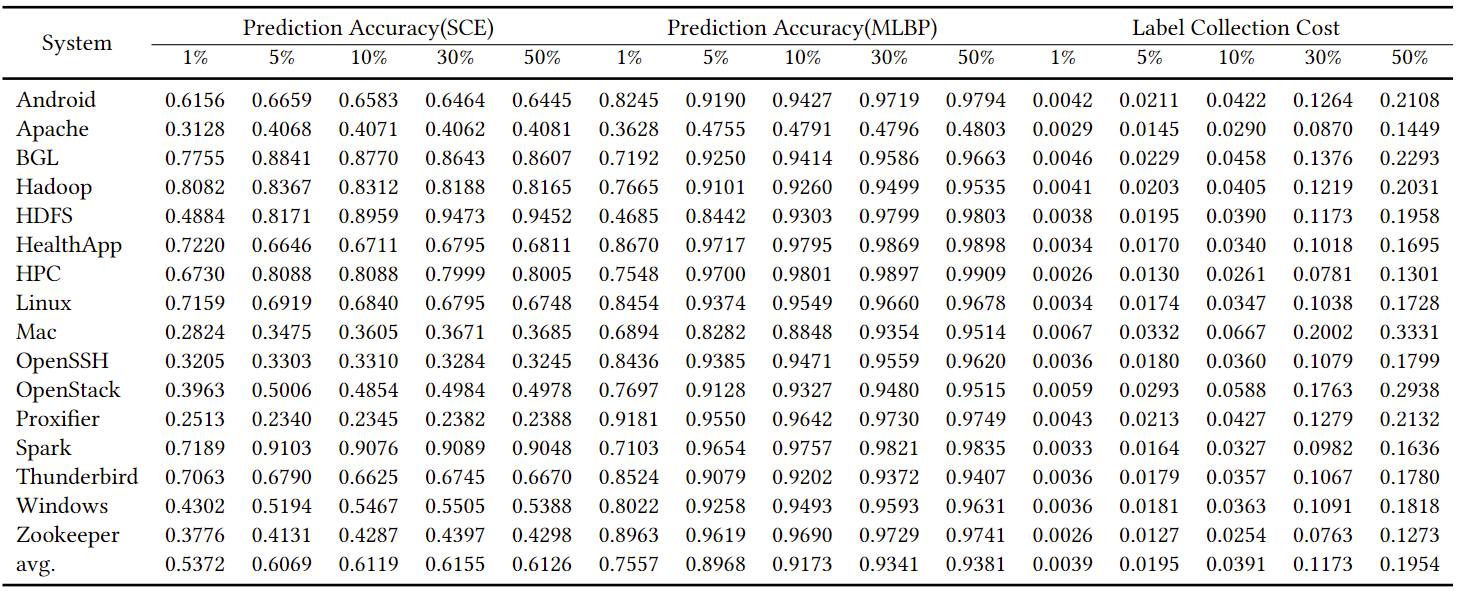 System Prediction Accuracy(SCE) Prediction Accuracy(MLBP) Label Collection Cost
1% 5% 10% 30% 50% 1% 5% 10% 30% 50% 1% 5% 10% 30% 50%
Android 0.6156 0.6659 0.6583 0.6464 0.6445 0.8245 0.9190 0.9427 0.9719 0.9794 0.0042 0.0211 0.0422 0.1264 0.2108
Apache 0.3128 0.4068 0.4071 0.4062 0.4081 0.3628 0.4755 0.4791 0.4796 0.4803 0.0029 0.0145 0.0290 0.0870 0.1449
BGL 0.7755 0.8841 0.8770 0.8643 0.8607 0.7192 0.9250 0.9414 0.9586 0.9663 0.0046 0.0229 0.0458 0.1376 0.2293
Hadoop 0.8082 0.8367 0.8312 0.8188 0.8165 0.7665 0.9101 0.9260 0.9499 0.9535 0.0041 0.0203 0.0405 0.1219 0.2031
HDFS 0.4884 0.8171 0.8959 0.9473 0.9452 0.4685 0.8442 0.9303 0.9799 0.9803 0.0038 0.0195 0.0390 0.1173 0.1958
HealthApp 0.7220 0.6646 0.6711 0.6795 0.6811 0.8670 0.9717 0.9795 0.9869 0.9898 0.0034 0.0170 0.0340 0.1018 0.1695
HPC 0.6730 0.8088 0.8088 0.7999 0.8005 0.7548 0.9700 0.9801 0.9897 0.9909 0.0026 0.0130 0.0261 0.0781 0.1301
Linux 0.7159 0.6919 0.6840 0.6795 0.6748 0.8454 0.9374 0.9549 0.9660 0.9678 0.0034 0.0174 0.0347 0.1038 0.1728
Mac 0.2824 0.3475 0.3605 0.3671 0.3685 0.6894 0.8282 0.8848 0.9354 0.9514 0.0067 0.0332 0.0667 0.2002 0.3331
OpenSSH 0.3205 0.3303 0.3310 0.3284 0.3245 0.8436 0.9385 0.9471 0.9559 0.9620 0.0036 0.0180 0.0360 0.1079 0.1799
OpenStack 0.3963 0.5006 0.4854 0.4984 0.4978 0.7697 0.9128 0.9327 0.9480 0.9515 0.0059 0.0293 0.0588 0.1763 0.2938
Proxifier 0.2513 0.2340 0.2345 0.2382 0.2388 0.9181 0.9550 0.9642 0.9730 0.9749 0.0043 0.0213 0.0427 0.1279 0.2132
Spark 0.7189 0.9103 0.9076 0.9089 0.9048 0.7103 0.9654 0.9757 0.9821 0.9835 0.0033 0.0164 0.0327 0.0982 0.1636
Thunderbird 0.7063 0.6790 0.6625 0.6745 0.6670 0.8524 0.9079 0.9202 0.9372 0.9407 0.0036 0.0179 0.0357 0.1067 0.1780
Windows 0.4302 0.5194 0.5467 0.5505 0.5388 0.8022 0.9258 0.9493 0.9593 0.9631 0.0036 0.0181 0.0363 0.1091 0.1818
Zookeeper 0.3776 0.4131 0.4287 0.4397 0.4298 0.8963 0.9619 0.9690 0.9729 0.9741 0.0026 0.0127 0.0254 0.0763 0.1273
avg. 0.5372 0.6069 0.6119 0.6155 0.6126 0.7557 0.8968 0.9173 0.9341 0.9381 0.0039 0.0195 0.0391 0.1173 0.1954